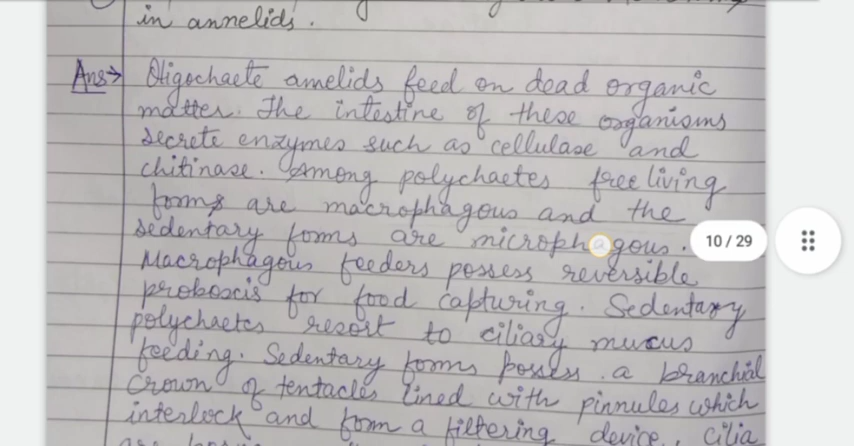 in annelids.
Ans→ Oligochaete amelids feed on dead organic
matter. The intestine of these organisms
secrete enzymes such as cellulase and
chitinase. Among polychaetes free living
forms are macrophagous and the
sedentary forms are microphagous.
10 / 29
Macrophagous feeders possess reversible
proboscis for food capturing. Sedentary
polychaetes resort to ciliary mucus
feeding. Sedentary forms possess a branchial
crown of tentacles lined with pinnules which
interlock and form a filtering device. cilia